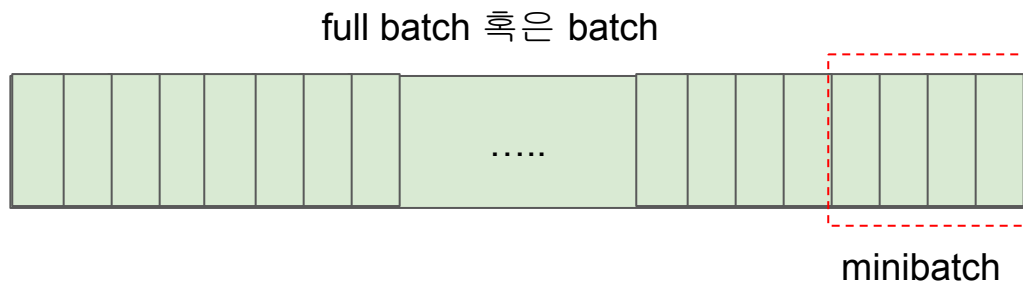 full batch 혹은 batch
.....
minibatch